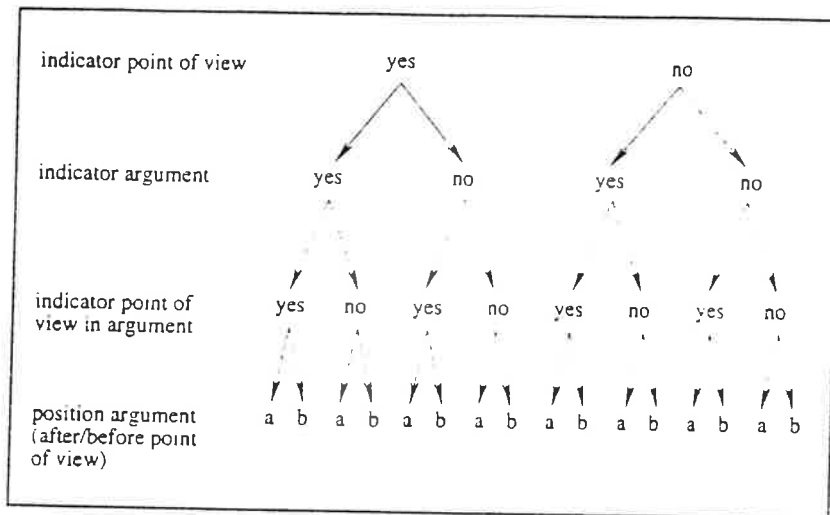 indicator point of view yes no
indicator argument yes no yes no
indicator point of
view in argument yes no yes no yes no yes no
position argument a b a b a b a b a b a b a b a b
(after/before point
of view)